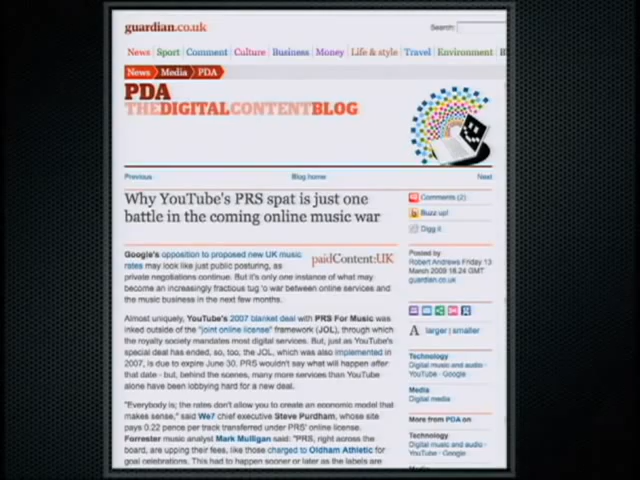 guardian.co.uk
Search:
News Sport Comment Culture Business Money Life & style Travel Environment B
News Media PDA
PDA
THEDIGITALCONTENTBLOG
Previous Blog home Next
Why YouTube's PRS spat is just one
battle in the coming online music war
paidContent:UK
Google's opposition to proposed new UK music
rates may look like just public posturing, as
private negotiations continue. But it's only one instance of what may
become an increasingly fractious tug 'o war between online services and
the music business in the next few months.
Almost uniquely, YouTube's 2007 blanket deal with PRS For Music was
inked outside of the "joint online license" framework (JOL), through which
the royalty society mandates most digital services. But, just as YouTube's
special deal has ended, so, too, the JOL, which was also implemented in
2007, is due to expire June 30. PRS wouldn't say what will happen after
that date - but, behind the scenes, many more services than YouTube
alone have been lobbying hard for a new deal.
"Everybody is; the rates don't allow you to create an economic model that
makes sense," said We7 chief executive Steve Purdham, whose site
pays 0.22 pence per track transferred under PRS' online license.
Forrester music analyst Mark Mulligan said: "PRS, right across the
board, are upping their fees, like those charged to Oldham Athletic for
goal celebrations. This had to happen sooner or later as the labels are
Comments (2)
Buzz up!
Digg it
Posted by
Robert Andrews Friday 13
March 2009 16.24 GMT
guardian.co.uk
A larger | smaller
Technology
Digital music and audio ·
YouTube · Google
Media
Digital media
More from PDA on
Technology
Digital music and audio ·
YouTube · Google
Media